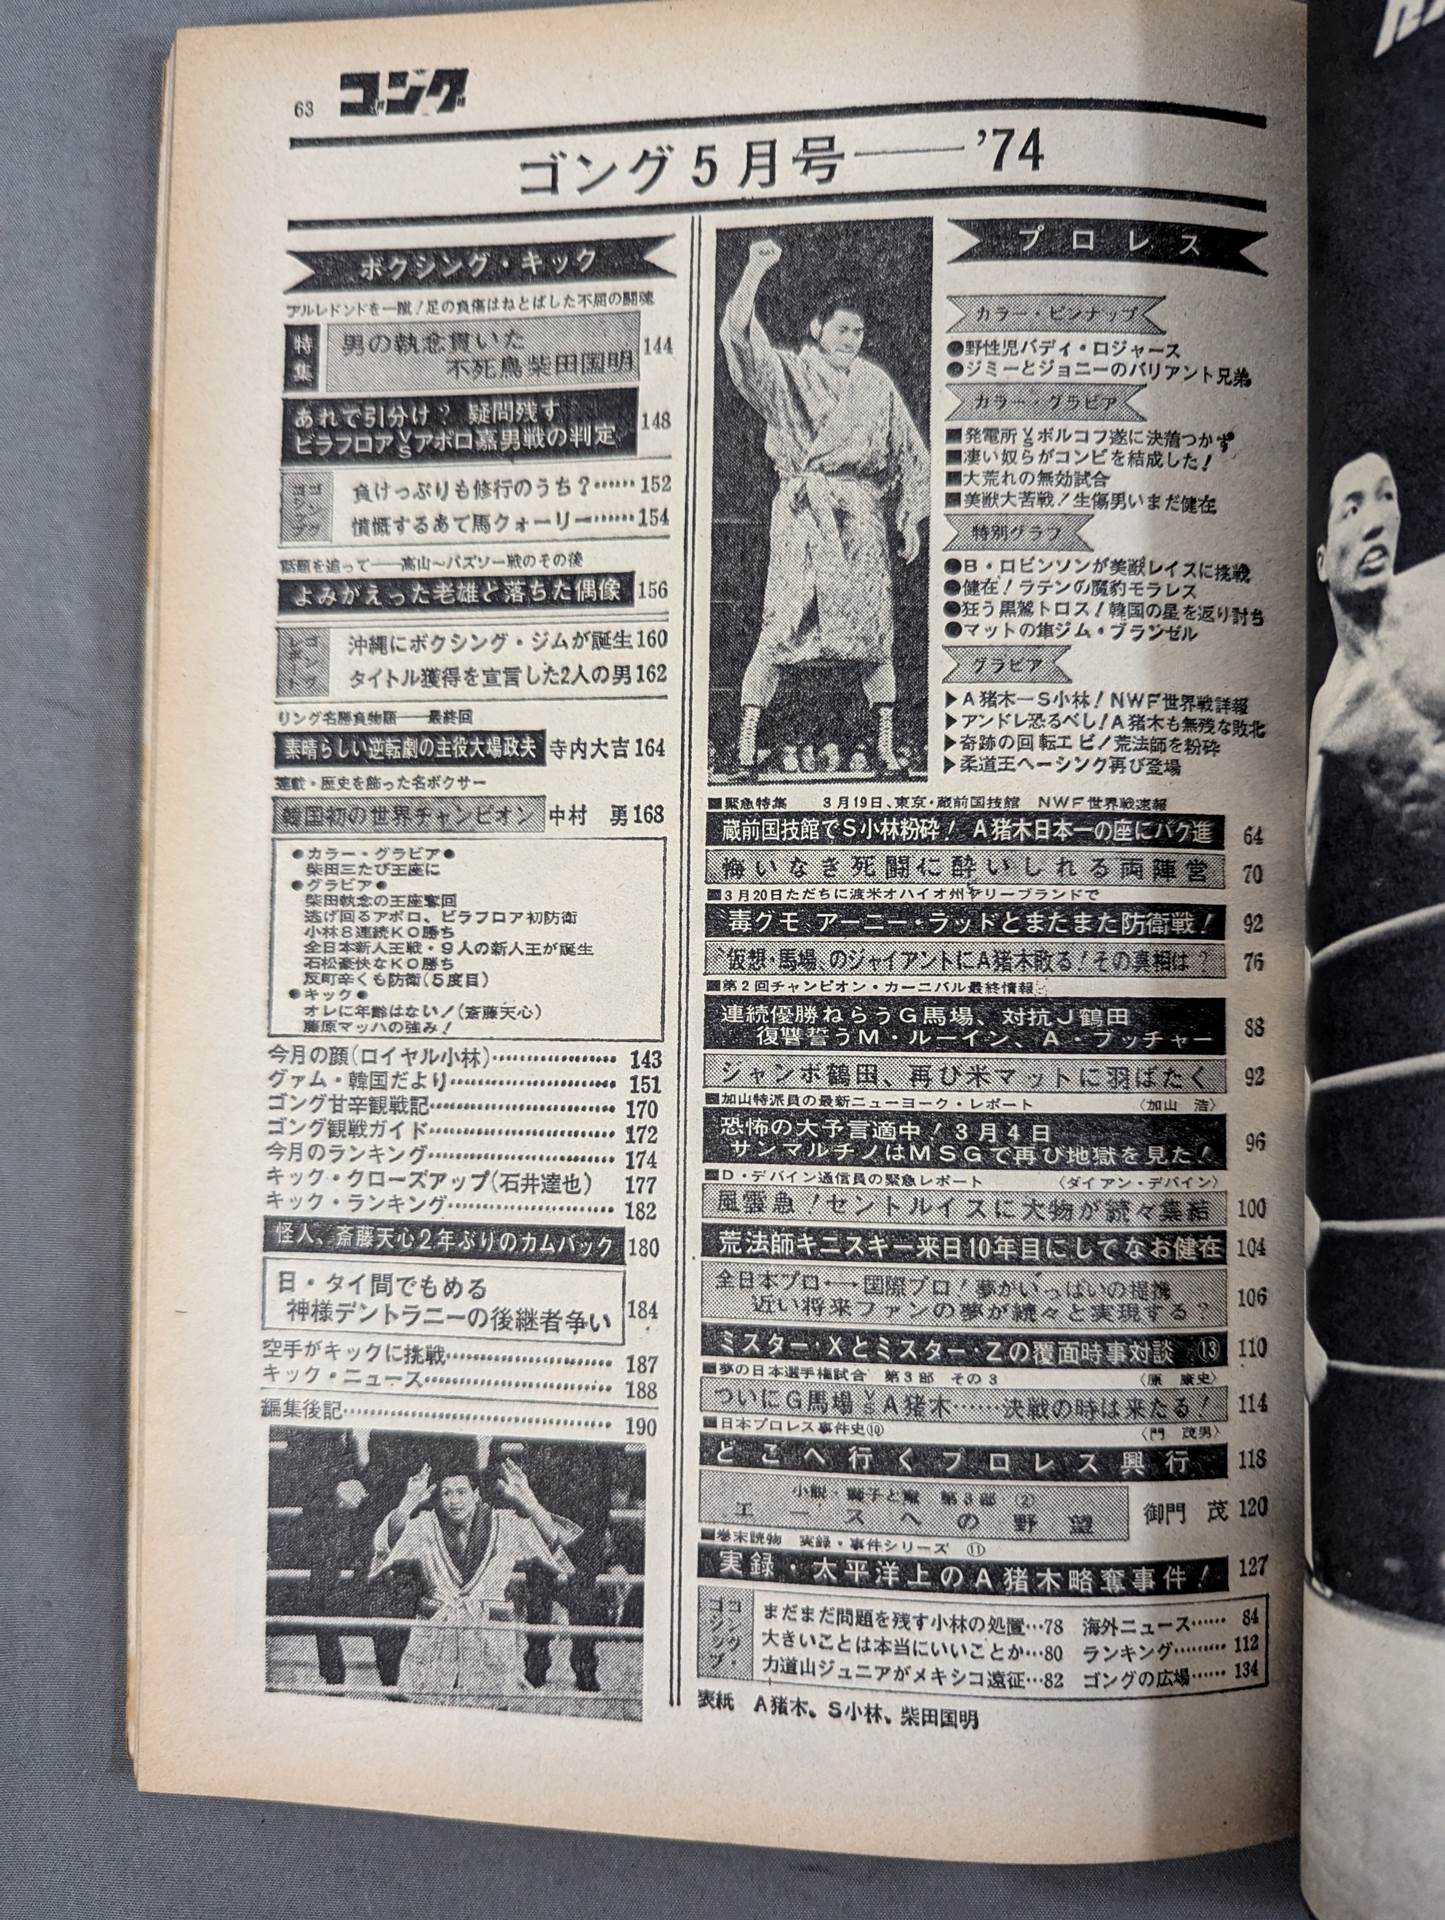 63 ゴング
ゴング5月号――’74
プロレス
カラー・ピンナップ
●野性児バディ・ロジャース
●ジミーとジョニーのバリアント兄弟
カラー・グラビア
■発電所VSボルコフ遂に決着つかず
■凄い奴らがコンビを結成した!
■大荒れの無効試合
■美獣大苦戦!生傷男いまだ健在
特別グラフ
●B・ロビンソンが美獣レイスに挑戦
●健在!ラテンの魔豹モラレス
●狂う黒鷲トロス!韓国の星を返り討ち
●マットの隼ジム・ブランゼル
グラビア
▶A猪木―S小林!NWF世界戦詳報
▶アンドレ恐るべし!A猪木も無残な敗北
▶奇跡の回転エビ!荒法師を粉砕
▶柔道王ヘーシング再び登場
■緊急特集 3月19日、東京・蔵前国技館 NWF世界戦速報
蔵前国技館でS小林粉砕!A猪木日本一の座にバク進 64
悔いなき死闘に酔いしれる両陣営 70
■3月20日ただちに渡米オハイオ州クリーブランドで
毒グモ、アーニー・ラッドとまたまた防衛戦! 92
“仮想・馬場”のジャイアントにA猪木敗る!その真相は? 76
■第2回チャンピオン・カーニバル最終情報
連続優勝ねらうG馬場、対抗J鶴田
復讐誓うM・ルーイン、A・ブッチャー 88
ジャンボ鶴田、再び米マットに羽ばたく 92
■加山特派員の最新ニューヨーク・レポート 〈加山 浩〉
恐怖の大予言適中!3月4日
サンマルチノはMSGで再び地獄を見た! 96
■D・デバイン通信員の緊急レポート 〈ダイアン・デバイン〉
風雲急!セントルイスに大物が続々集結 100
荒法師キニスキー来日10年目にしてなお健在 104
全日本プロ←→国際プロ!夢がいっぱいの提携
近い将来ファンの夢が続々と実現する? 106
ミスター・XとミスターZの覆面時事対談 ⑬ 110
■夢の日本選手権試合 第3部 その3 〈原 康史〉
ついにG馬場VSA猪木……決戦の時は来たる! 114
■日本プロレス事件史⑩ 〈門 茂男〉
どこへ行くプロレス興行 118
小説・獅子と鷹 第3部 (2)
エースへの野望 御門 茂 120
■巻末読物 実録・事件シリーズ ⑪
実録・太平洋上のA猪木略奪事件! 127
ゴング・ゴシップ
まだまだ問題を残す小林の処置…78
大きいことは本当にいいことか…80
力道山ジュニアがメキシコ遠征…82
海外ニュース……84
ランキング………112
ゴングの広場……134
表紙 A猪木、S小林、柴田国明
ボクシング・キック
アルレドンドを一蹴!足の負傷はねとばした不屈の闘魂
特集 男の執念貫いた
不死鳥柴田国明 144
あれで引分け?疑問残す
ビラフロアVSアポロ嘉男戦の判定 148
ゴング ゴシップ
負けっぷりも修行のうち?……152
憤慨するあて馬クォーリー……154
話題を追って――高山~バズソー戦のその後
よみがえった老雄と落ちた偶像 156
ゴング レポート
沖縄にボクシング・ジムが誕生160
タイトル獲得を宣言した2人の男162
リング名勝負物語――最終回
素晴らしい逆転劇の主役大場政夫 寺内大吉164
連載・歴史を飾った名ボクサー
韓国初の世界チャンピオン 中村 勇168
●カラー・グラビア●
柴田三たび王座に
●グラビア●
柴田執念の王座奪回
逃げ回るアポロ、ビラフロア初防衛
小林8連続KO勝ち
全日本新人王戦・9人の新人王が誕生
石松豪快なKO勝ち
反町辛くも防衛(5度目)
●キック●
オレに年齢はない!(斎藤天心)
藤原マッハの強み!
今月の顔(ロイヤル小林)……143
グァム・韓国だより……151
ゴング甘辛観戦記……170
ゴング観戦ガイド……172
今月のランキング……174
キック・クローズアップ(石井達也) 177
キック・ランキング……182
怪人、斎藤天心2年ぶりのカムバック 180
日・タイ間でもめる
神様デントラニーの後継者争い 184
空手がキックに挑戦……187
キック・ニュース……188
編集後記……190